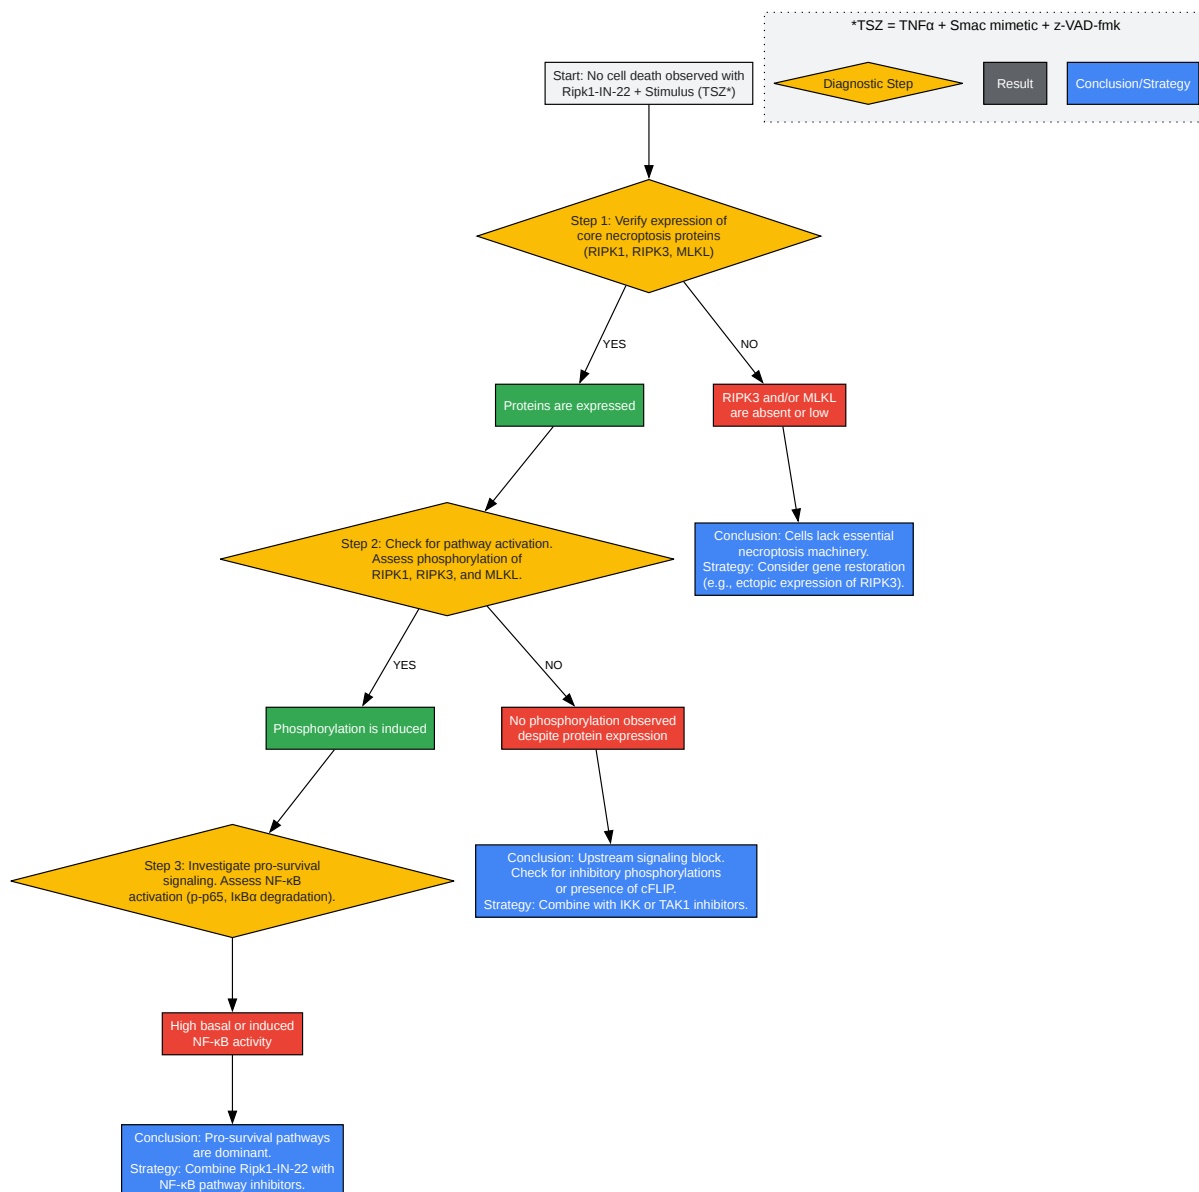 *TSZ = TNFα + Smac mimetic + z-VAD-fmk
Start: No cell death observed with
Ripk1-IN-22 + Stimulus (TSZ*)
Diagnostic Step
Result
Conclusion/Strategy
Step 1: Verify expression of
core necroptosis proteins
(RIPK1, RIPK3, MLKL)
YES
NO
Proteins are expressed
RIPK3 and/or MLKL
are absent or low
Step 2: Check for pathway activation.
Assess phosphorylation of
RIPK1, RIPK3, and MLKL.
Conclusion: Cells lack essential
necroptosis machinery.
Strategy: Consider gene restoration
(e.g., ectopic expression of RIPK3).
YES
NO
Phosphorylation is induced
No phosphorylation observed
despite protein expression
Step 3: Investigate pro-survival
signaling. Assess NF-κB
activation (p-p65, IκBα degradation).
Conclusion: Upstream signaling block.
Check for inhibitory phosphorylations
or presence of cFLIP.
Strategy: Combine with IKK or TAK1 inhibitors.
High basal or induced
NF-κB activity
Conclusion: Pro-survival pathways
are dominant.
Strategy: Combine Ripk1-IN-22 with
NF-κB pathway inhibitors.